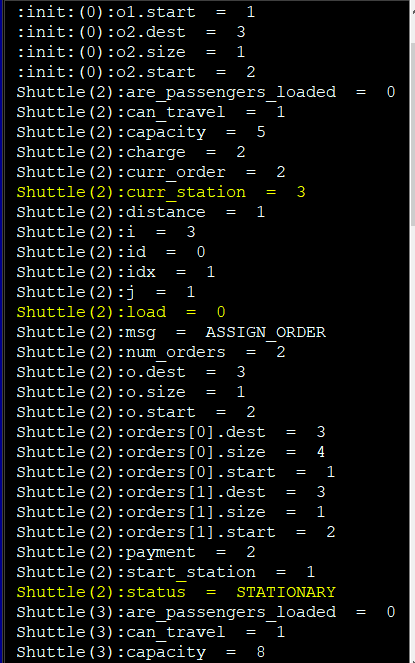 :init:(0):o1.start  =  1
:init:(0):o2.dest  =  3
:init:(0):o2.size  =  1
:init:(0):o2.start  =  2
Shuttle(2):are_passengers_loaded  =  0
Shuttle(2):can_travel  =  1
Shuttle(2):capacity  =  5
Shuttle(2):charge  =  2
Shuttle(2):curr_order  =  2
Shuttle(2):curr_station  =  3
Shuttle(2):distance  =  1
Shuttle(2):i  =  3
Shuttle(2):id  =  0
Shuttle(2):idx  =  1
Shuttle(2):j  =  1
Shuttle(2):load  =  0
Shuttle(2):msg  =  ASSIGN_ORDER
Shuttle(2):num_orders  =  2
Shuttle(2):o.dest  =  3
Shuttle(2):o.size  =  1
Shuttle(2):o.start  =  2
Shuttle(2):orders[0].dest  =  3
Shuttle(2):orders[0].size  =  4
Shuttle(2):orders[0].start  =  1
Shuttle(2):orders[1].dest  =  3
Shuttle(2):orders[1].size  =  1
Shuttle(2):orders[1].start  =  2
Shuttle(2):payment  =  2
Shuttle(2):start_station  =  1
Shuttle(2):status  =  STATIONARY
Shuttle(3):are_passengers_loaded  =  0
Shuttle(3):can_travel  =  1
Shuttle(3):capacity  =  8